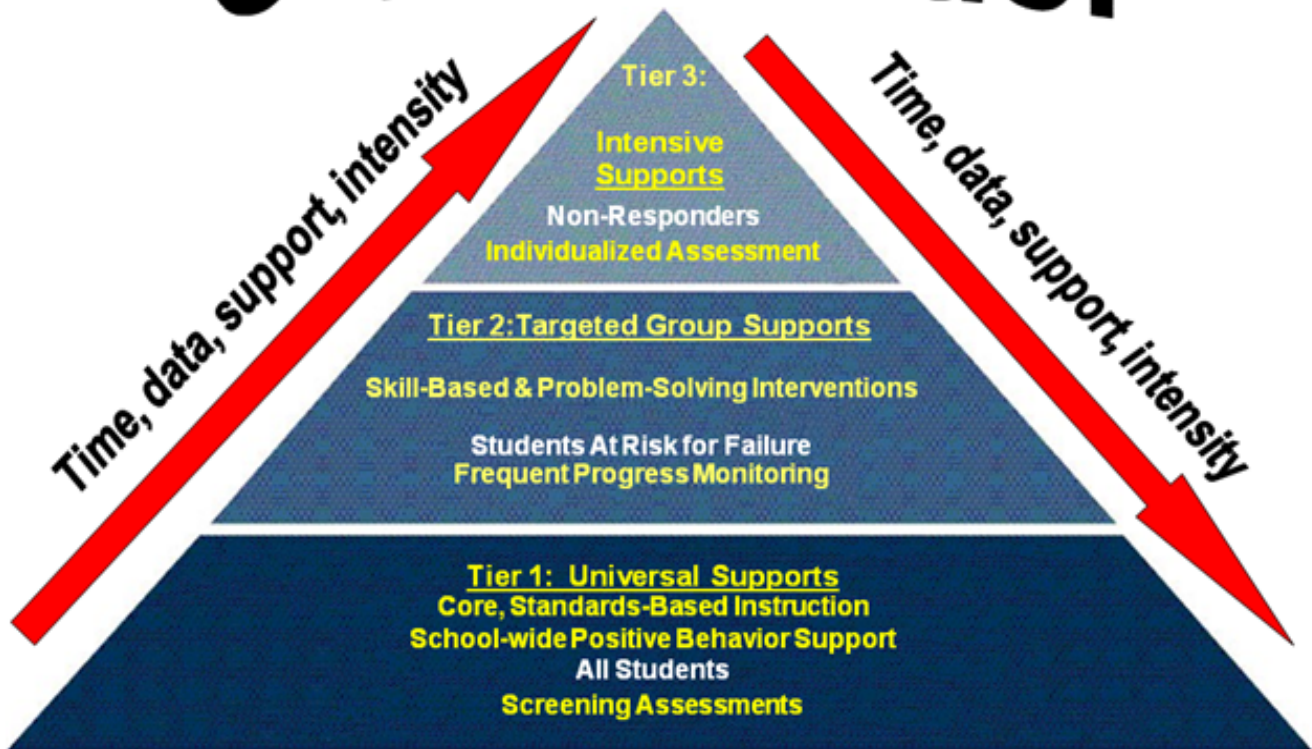 Time, data, support, intensity
Tier 3:
Intensive
Supports
Non-Responders
Individualized Assessment
Time, data, support, intensity
Tier 2:Targeted Group Supports
Skill-Based & Problem-Solving Interventions
Students At Risk for Failure
Frequent Progress Monitoring
Tier 1: Universal Supports
Core, Standards-Based Instruction
School-wide Positive Behavior Support
All Students
Screening Assessments